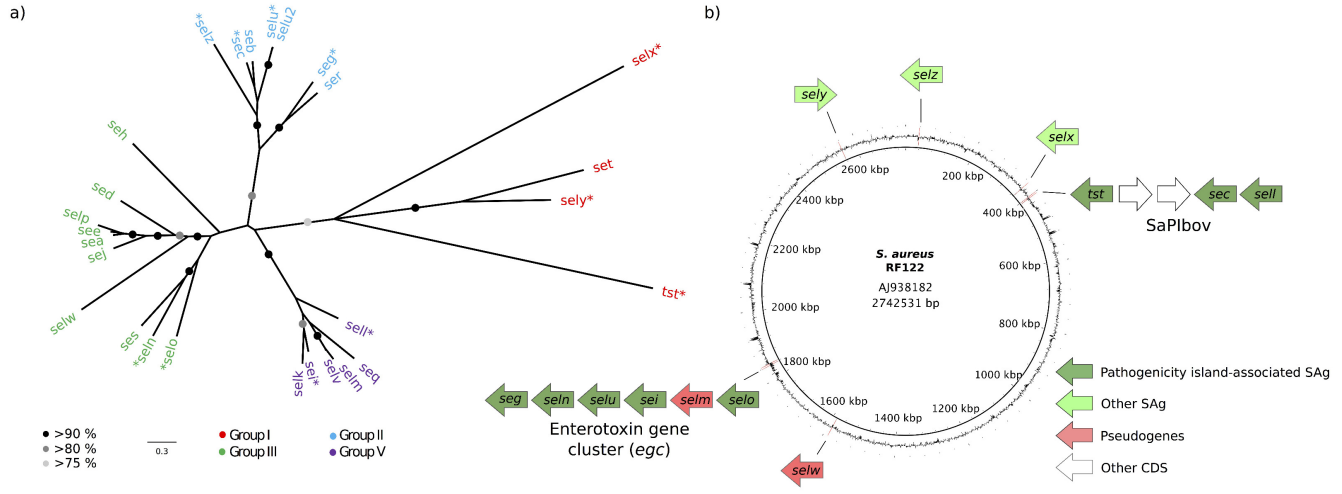 a)
*selz
*sec
seb
selu*
selu2
seg*
ser
selx*
set
sely*
tst*
seh
sed
selp
see
sea
sej
selw
ses
*seln
*selo
sell*
seq
selm
selv
sei*
selk
>90 %
>80 %
>75 %
0.3
Group I
Group II
Group III
Group V
b)
selz
sely
selx
tst
sec
sell
SaPIbov
200 kbp
400 kbp
600 kbp
800 kbp
1000 kbp
1200 kbp
1400 kbp
1600 kbp
1800 kbp
2000 kbp
2200 kbp
2400 kbp
2600 kbp
S. aureus
RF122
AJ938182
2742531 bp
seg
seln
selu
sei
selm
selo
Enterotoxin gene
cluster (egc)
selw
Pathogenicity island-associated SAg
Other SAg
Pseudogenes
Other CDS